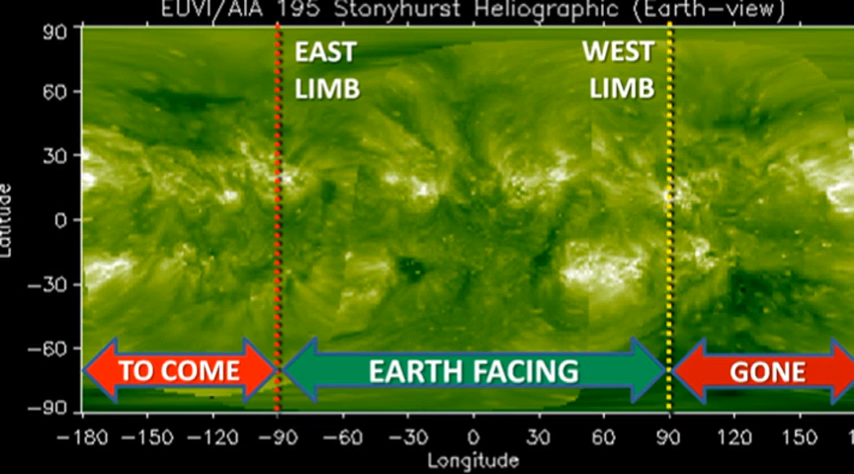 EUVI/AIA 195 Stonyhurst Heliographic (Earth-view)
90
60
30
0
-30
-60
-90
Latitude
EAST
LIMB
WEST
LIMB
TO COME
EARTH FACING
GONE
-180 -150 -120 -90 -60 -30 0 30 60 90 120 150
Longitude